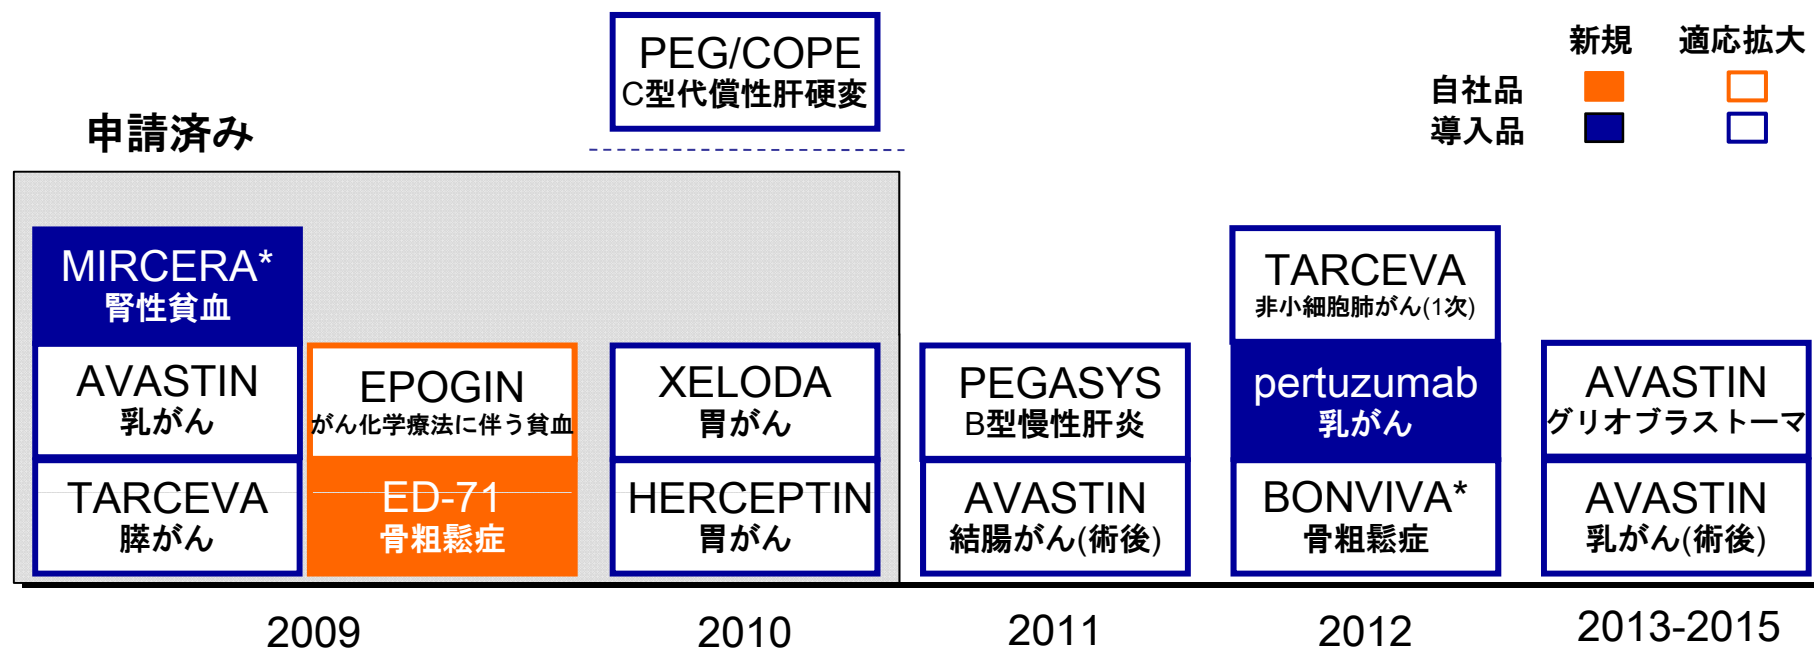 PEG/COPE
C型代償性肝硬変
新規 適応拡大
自社品
導入品
申請済み
MIRCERA*
腎性貧血
AVASTIN
乳がん
TARCEVA
膵がん
EPOGIN
がん化学療法に伴う貧血
ED-71
骨粗鬆症
XELODA
胃がん
HERCEPTIN
胃がん
PEGASYS
B型慢性肝炎
AVASTIN
結腸がん(術後)
TARCEVA
非小細胞肺がん(1次)
pertuzumab
乳がん
BONVIVA*
骨粗鬆症
AVASTIN
グリオブラストーマ
AVASTIN
乳がん(術後)
2009 2010 2011 2012 2013-2015